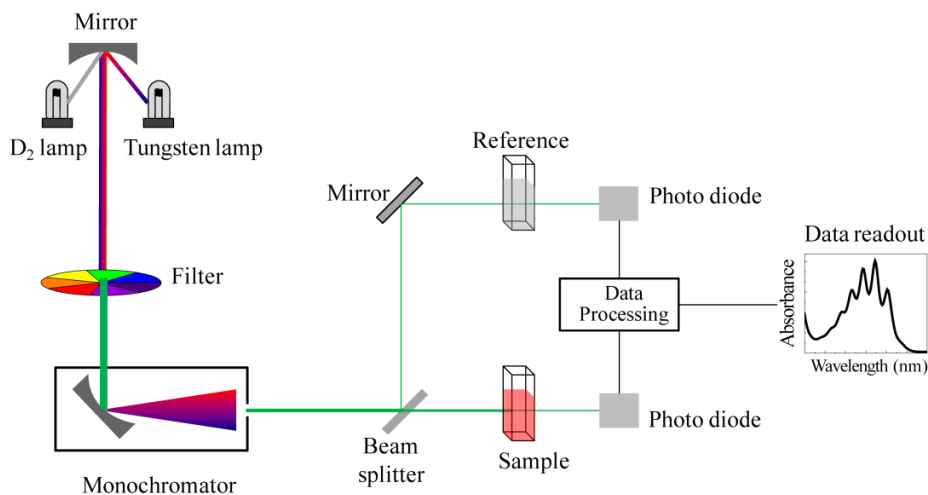 Mirror
D₂ lamp
Tungsten lamp
Filter
Monochromator
Mirror
Reference
Photo diode
Data
Processing
Data readout
Absorbance
Wavelength (nm)
Beam
splitter
Sample
Photo diode